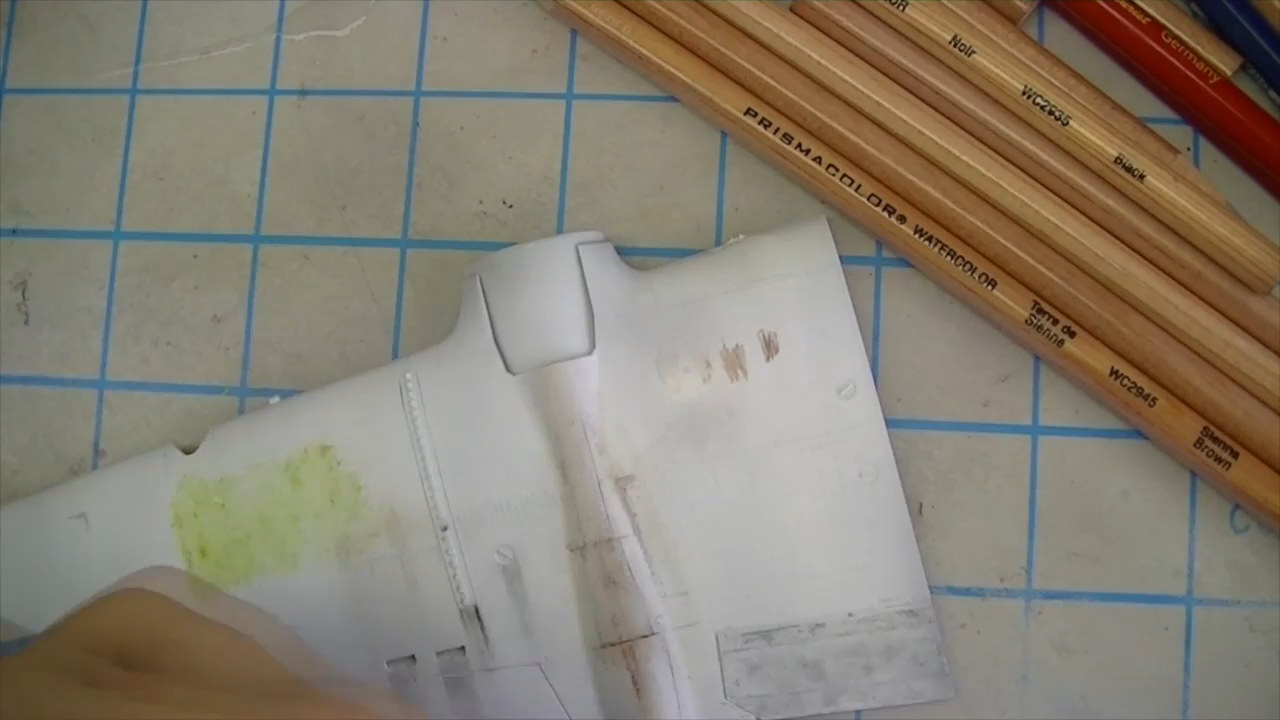 Germany
Noir
WC2935
Black
PRISMACOLOR® WATERCOLOR
Terre de
Sienne
WC2945
Sienna
Brown